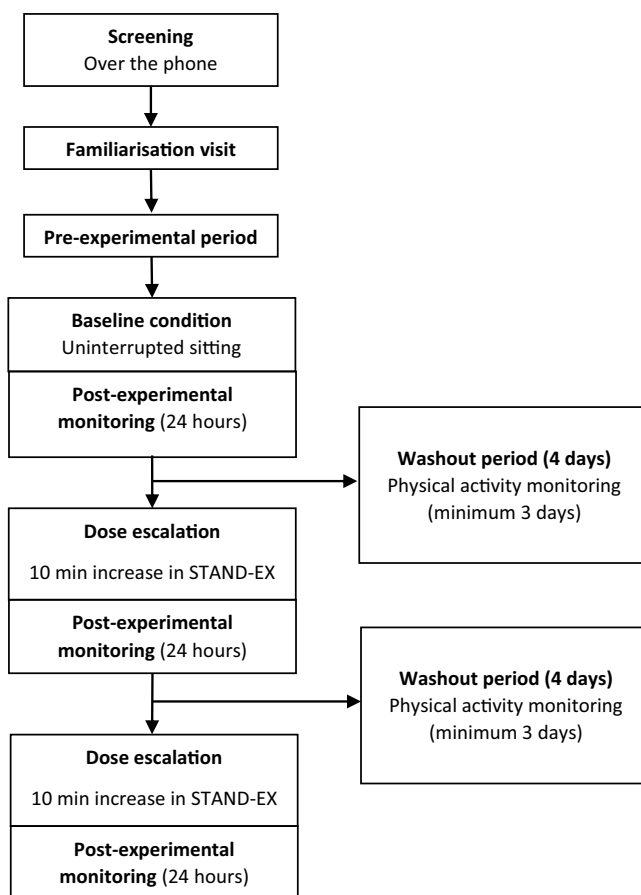 Screening
Over the phone
Familiarisation visit
Pre-experimental period
Baseline condition
Uninterrupted sitting
Post-experimental
monitoring (24 hours)
Washout period (4 days)
Physical activity monitoring
(minimum 3 days)
Dose escalation
10 min increase in STAND-EX
Post-experimental
monitoring (24 hours)
Washout period (4 days)
Physical activity monitoring
(minimum 3 days)
Dose escalation
10 min increase in STAND-EX
Post-experimental
monitoring (24 hours)